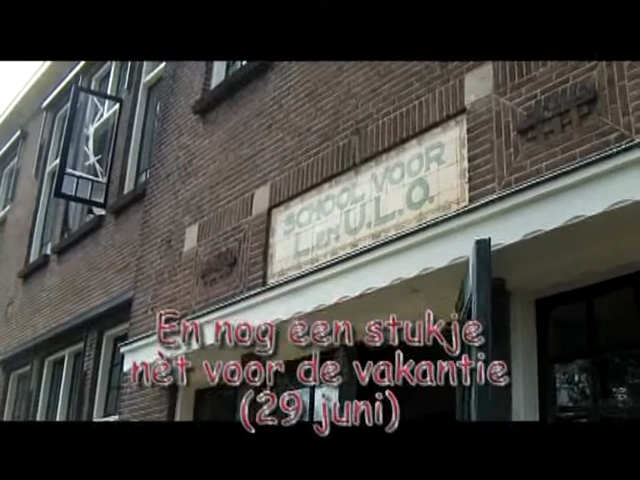 SCHOOL VOOR
L. EN U.L.O.
En nog een stukje
nèt voor de vakantie
(29 juni)